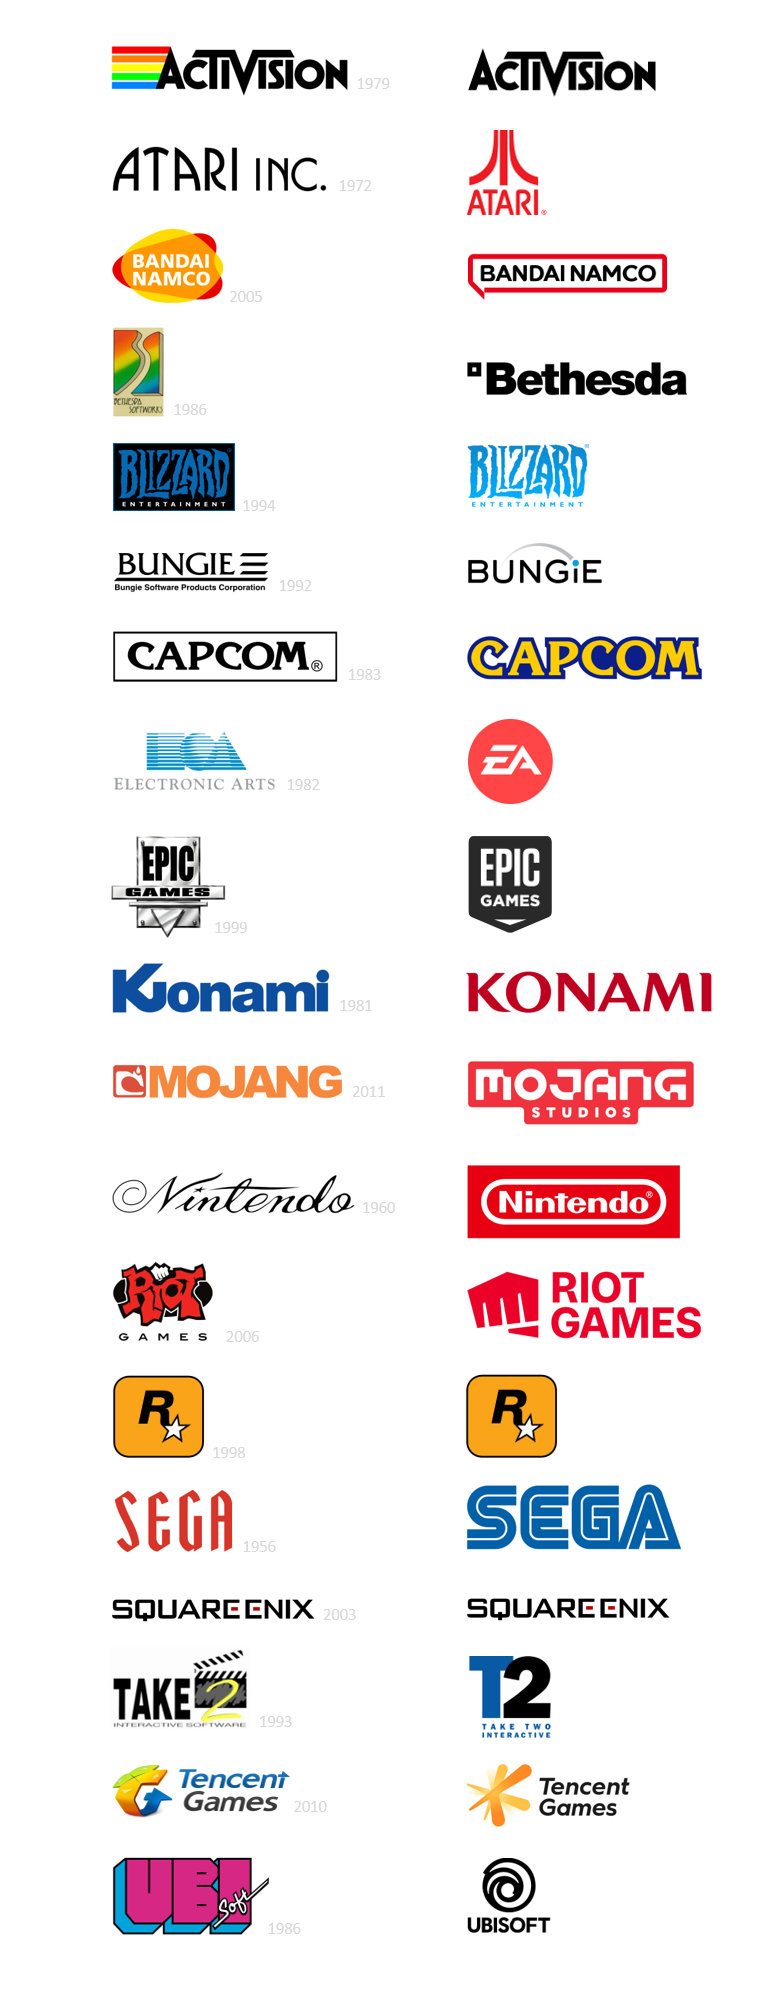 ACTIVISION 1979 ACTIVISION
ATARI INC. 1972 ATARI®
BANDAI
NAMCO 2005 BANDAI NAMCO
BETHESDA
SOFTWORKS 1986 Bethesda
BLIZZARD®
ENTERTAINMENT 1994
BLIZZARD®
ENTERTAINMENT
BUNGIE
Bungie Software Products Corporation 1992
BUNGiE
CAPCOM® 1983 CAPCOM
ECA
ELECTRONIC ARTS 1982
EA
EPIC
GAMES 1999
EPIC
GAMES
Konami 1981 KONAMI
MOJANG 2011
MOJANG
STUDIOS
Nintendo 1960 Nintendo®
RIOT
GAMES 2006
RIOT
GAMES
R 1998 R
SEGA 1956 SEGA
SQUARE ENIX 2003 SQUARE ENIX
TAKE 2
INTERACTIVE SOFTWARE 1993
T2
TAKE TWO
INTERACTIVE
Tencent
Games 2010
Tencent
Games
UBI
Soft 1986
UBISOFT